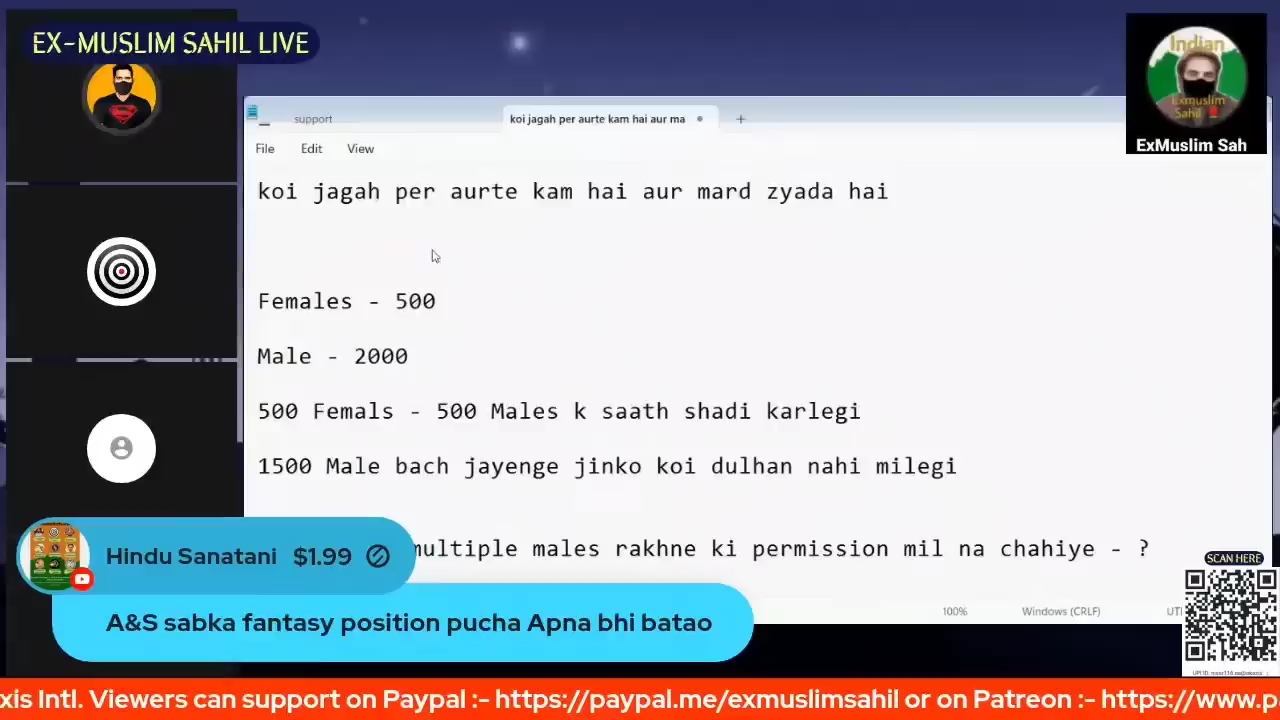 EX-MUSLIM SAHIL LIVE
Indian
Exmuslim
Sahil
ExMuslim Sah
support
koi jagah per aurte kam hai aur ma
File Edit View
koi jagah per aurte kam hai aur mard zyada hai
Females - 500
Male - 2000
500 Femals - 500 Males k saath shadi karlegi
1500 Male bach jayenge jinko koi dulhan nahi milegi
multiple males rakhne ki permission mil na chahiye - ?
Hindu Sanatani $1.99
A&S sabka fantasy position pucha Apna bhi batao
100% Windows (CRLF) UT
SCAN HERE
xis Intl. Viewers can support on Paypal :- https://paypal.me/exmuslimsahil or on Patreon :- https://www.p